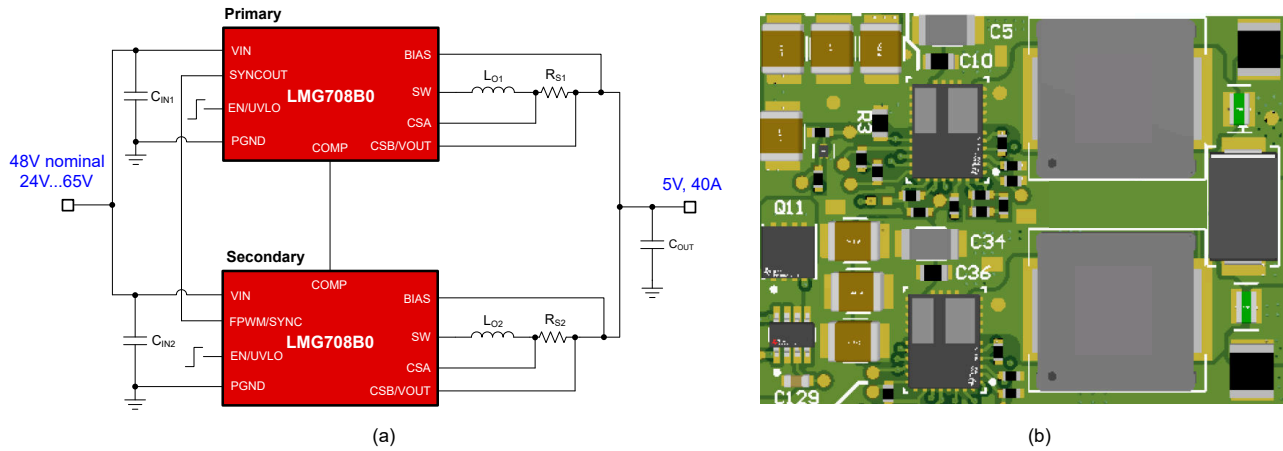 Primary
VIN
SYNCOUT
EN/UVLO
PGND
LMG708B0
COMP
BIAS
SW
CSA
CSB/VOUT
CIN1
LO1
RS1
48V nominal
24V...65V
5V, 40A
COUT
Secondary
COMP
VIN
FPWM/SYNC
EN/UVLO
PGND
LMG708B0
BIAS
SW
CSA
CSB/VOUT
CIN2
LO2
RS2
(a)
C5
C10
R3
Q11
C34
C36
C129
(b)